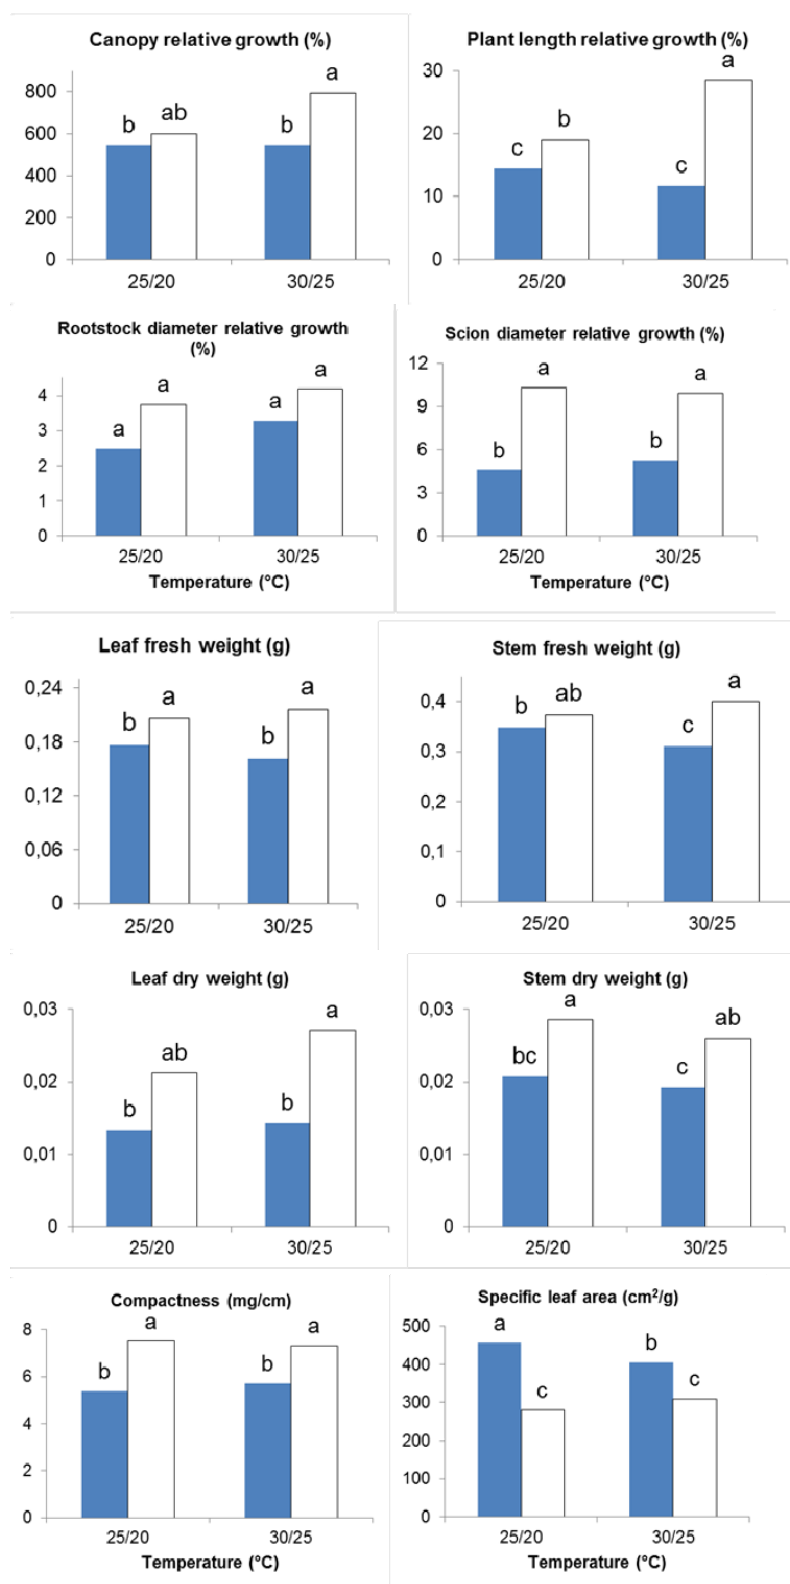 Canopy relative growth (%)
800
600
400
200
0
b
ab
b
a
25/20
30/25
Plant length relative growth (%)
30
20
10
0
c
b
c
a
25/20
30/25
Rootstock diameter relative growth
(%)
4
3
2
1
0
a
a
a
a
25/20
30/25
Temperature (ºC)
Scion diameter relative growth (%)
12
9
6
3
0
b
a
b
a
25/20
30/25
Temperature (ºC)
Leaf fresh weight (g)
0,24
0,18
0,12
0,06
0
b
a
b
a
25/20
30/25
Stem fresh weight (g)
0,4
0,3
0,2
0,1
0
b
ab
c
a
25/20
30/25
Leaf dry weight (g)
0,03
0,02
0,01
0
b
ab
b
a
25/20
30/25
Stem dry weight (g)
0,03
0,02
0,01
0
bc
a
c
ab
25/20
30/25
Compactness (mg/cm)
8
6
4
2
0
b
a
b
a
25/20
30/25
Temperature (ºC)
Specific leaf area (cm²/g)
500
400
300
200
100
0
a
c
b
c
25/20
30/25
Temperature (ºC)